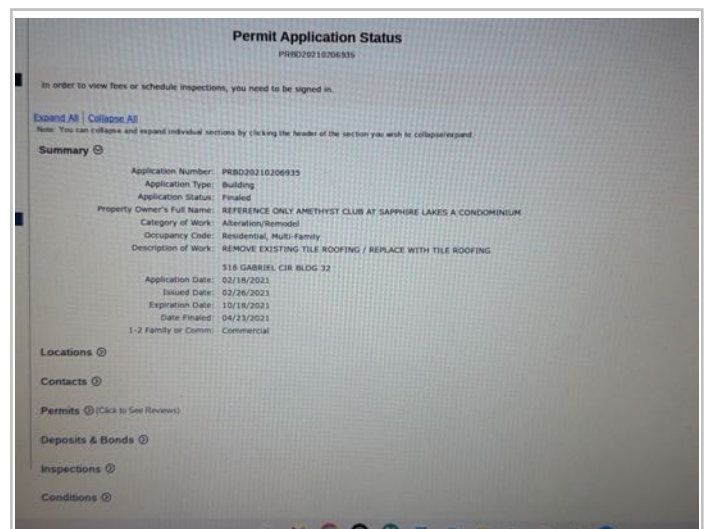 Permit Application Status
PRBD20210206935
In order to view fees or schedule inspections, you need to be signed in.
Expand All | Collapse All
Note: You can collapse and expand individual sections by clicking the header of the section you wish to collapse/expand.
Summary
Application Number: PRBD20210206935
Application Type: Building
Application Status: Finaled
Property Owner's Full Name: REFERENCE ONLY AMETHYST CLUB AT SAPPHIRE LAKES A CONDOMINIUM
Category of Work: Alteration/Remodel
Occupancy Code: Residential, Multi-Family
Description of Work: REMOVE EXISTING TILE ROOFING / REPLACE WITH TILE ROOFING
516 GABRIEL CIR BLDG 32
Application Date: 02/18/2021
Issued Date: 02/26/2021
Expiration Date: 10/18/2021
Date Finaled: 04/23/2021
1-2 Family or Comm: Commercial
Locations
Contacts
Permits (Click to See Reviews)
Deposits & Bonds
Inspections
Conditions